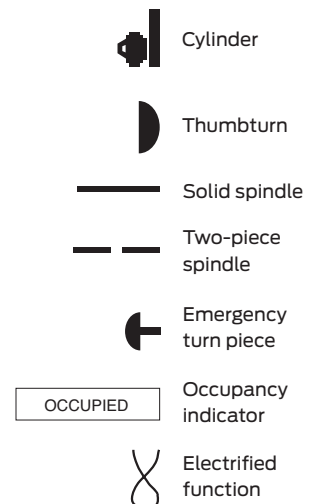 Cylinder
Thumbturn
Solid spindle
Two-piece
spindle
Emergency
turn piece
OCCUPIED
Occupancy
indicator
Electrified
function